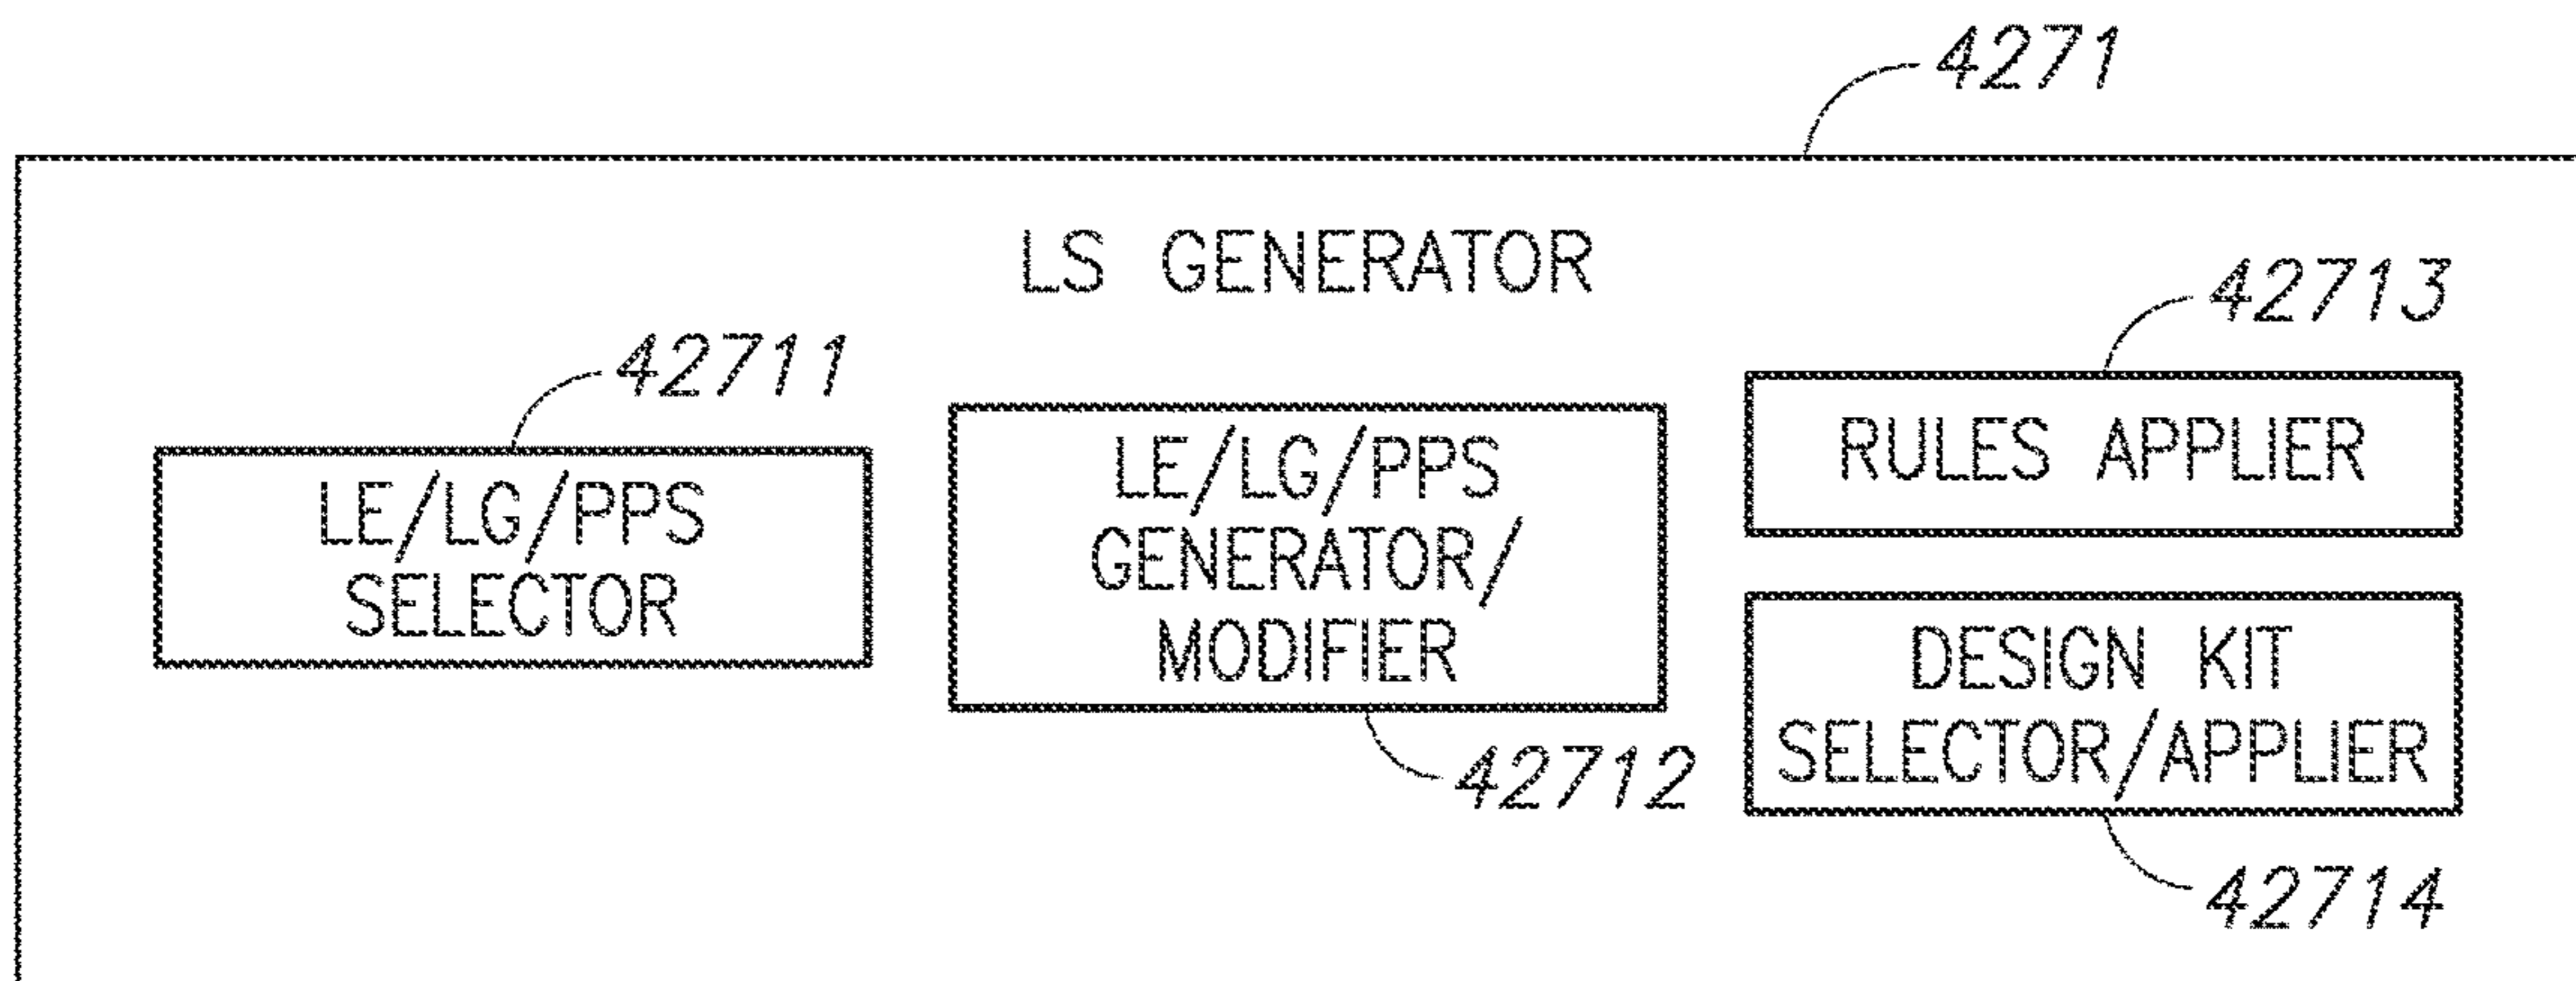 4271
LS GENERATOR
42711
LE/LG/PPS
SELECTOR
LE/LG/PPS
GENERATOR/
MODIFIER
42712
42713
RULES APPLIER
DESIGN KIT
SELECTOR/APPLIER
42714